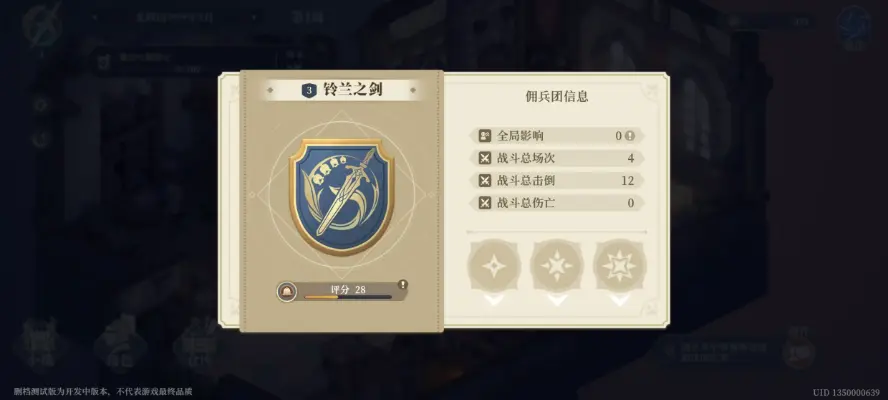 3 铃兰之剑
评分 28
佣兵团信息
全局影响 0
战斗总场次 4
战斗总击倒 12
战斗总伤亡 0
删档测试版为开发中版本，不代表游戏最终品质
UID 1350000639